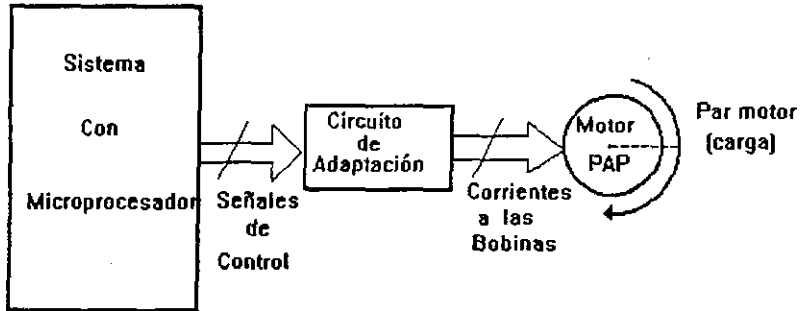 Sistema
Con
Microprocesador
Señales
de
Control
Circuito
de
Adaptación
Corrientes
a las
Bobinas
Motor
PAP
Par motor
(carga)